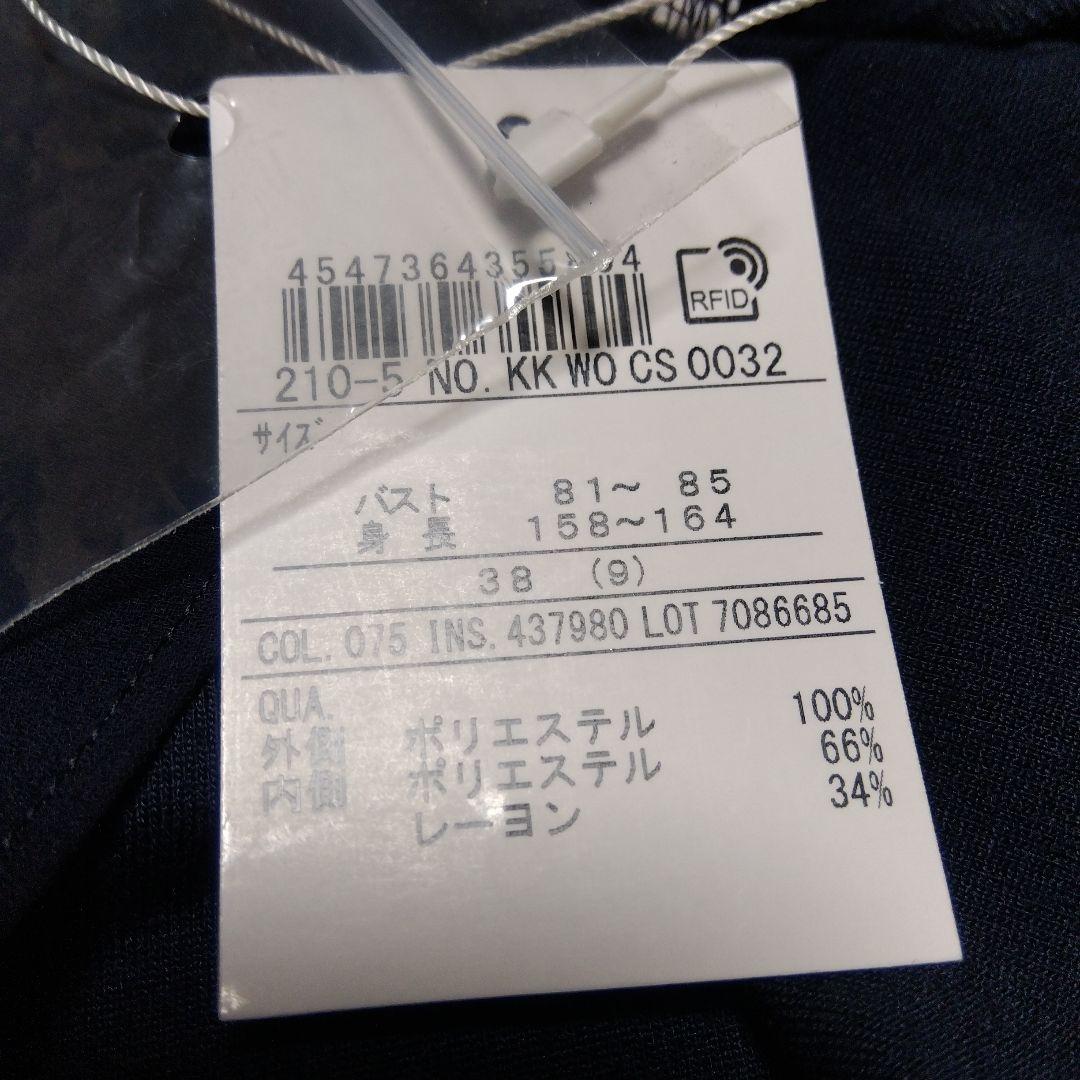 RFID
210-5 NO. KK WO CS 0032
サイズ
バスト 81～ 85
身 長 158～164
38 (9)
COL. 075 INS. 437980 LOT 7086685
QUA.
外側 ポリエステル 100%
内側 ポリエステル 66%
レーヨン 34%